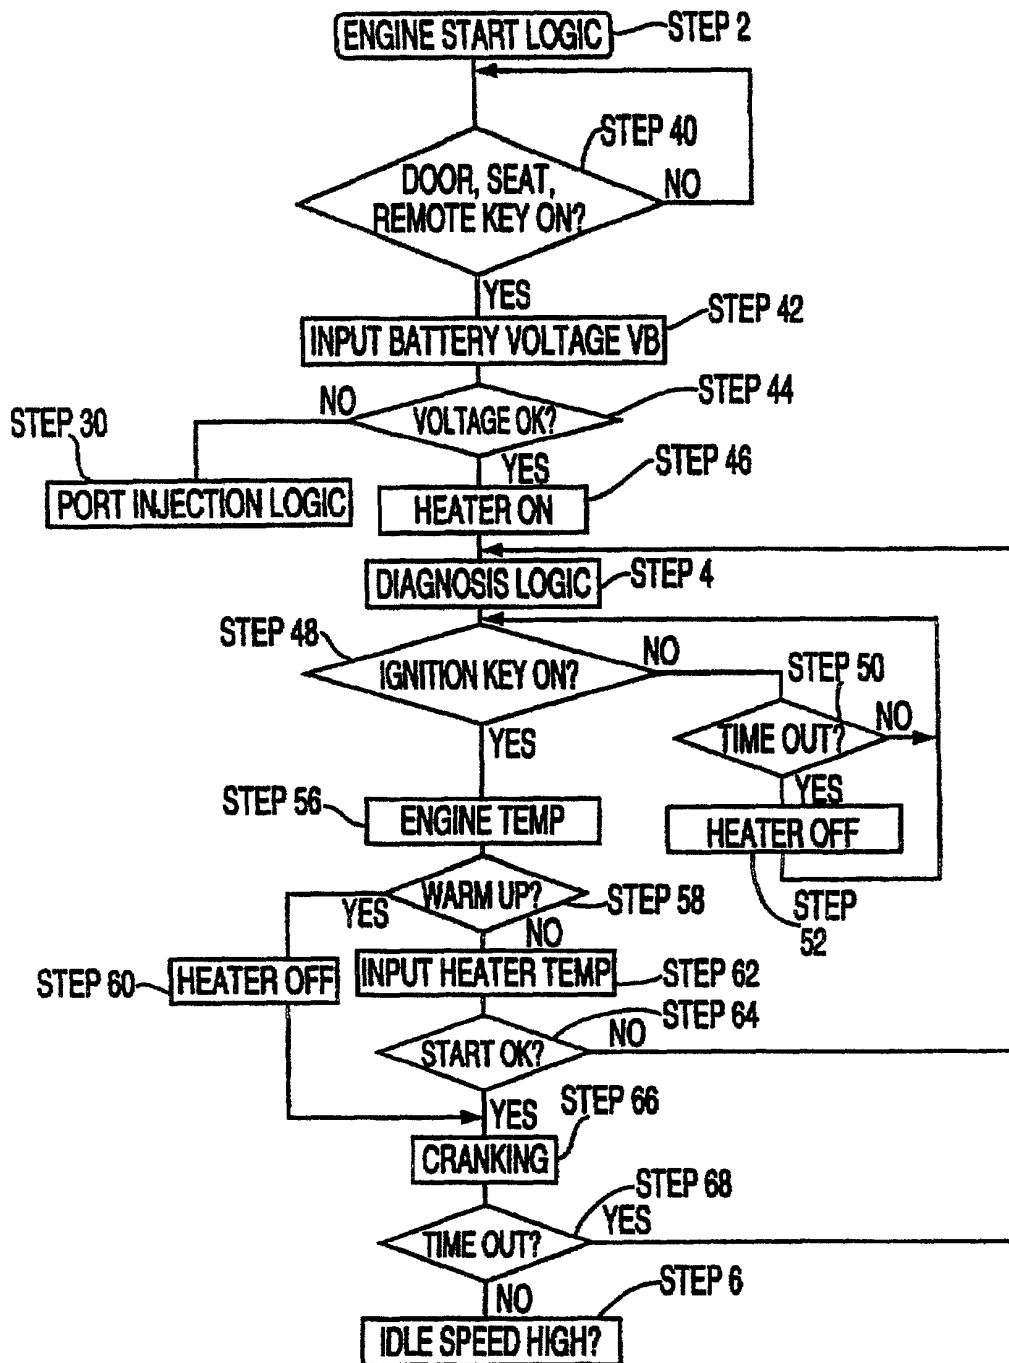 ENGINE START LOGIC
STEP 2
STEP 40
DOOR, SEAT,
REMOTE KEY ON?
NO
YES
STEP 42
INPUT BATTERY VOLTAGE VB
STEP 44
NO
VOLTAGE OK?
STEP 30
YES
STEP 46
PORT INJECTION LOGIC
HEATER ON
DIAGNOSIS LOGIC
STEP 4
STEP 48
IGNITION KEY ON?
NO
STEP 50
TIME OUT?
NO
YES
YES
STEP 56
ENGINE TEMP
HEATER OFF
STEP
52
WARM UP?
STEP 58
YES
NO
STEP 60
HEATER OFF
INPUT HEATER TEMP
STEP 62
STEP 64
START OK?
NO
YES
STEP 66
CRANKING
STEP 68
TIME OUT?
YES
NO
STEP 6
IDLE SPEED HIGH?